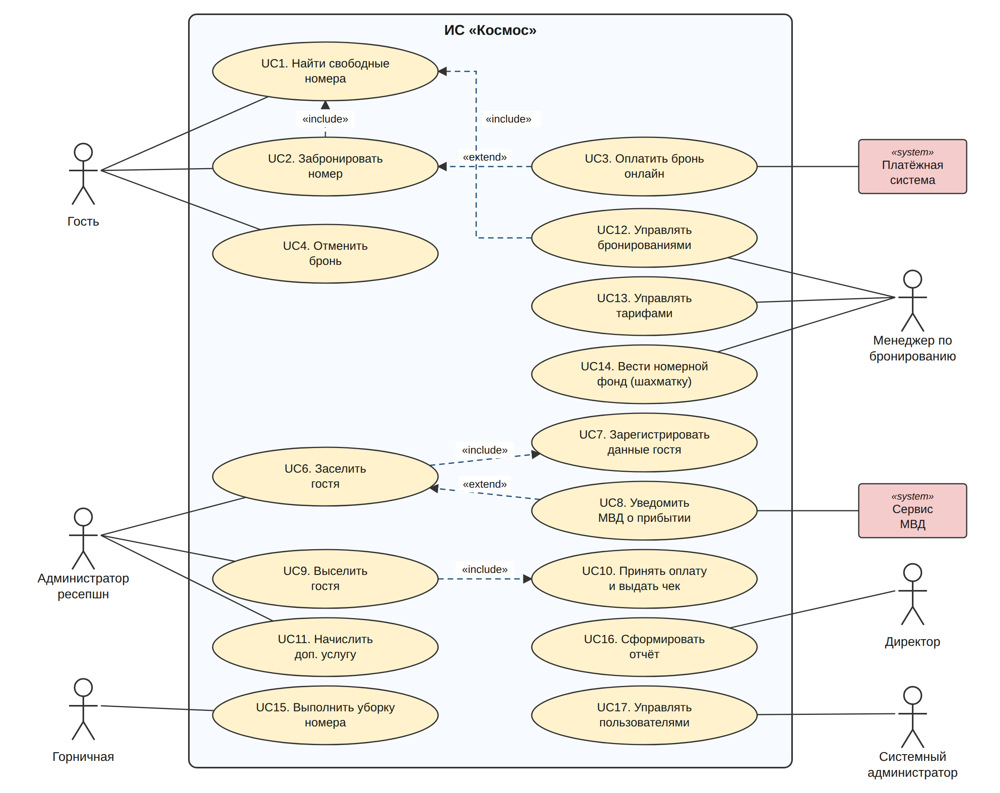 ИС «Космос»
UC1. Найти свободные
номера
«include»
«include»
UC2. Забронировать
номер
«extend»
UC3. Оплатить бронь
онлайн
«system»
Платёжная
система
Гость
UC4. Отменить
бронь
UC12. Управлять
бронированиями
UC13. Управлять
тарифами
Менеджер по
бронированию
UC14. Вести номерной
фонд (шахматку)
UC7. Зарегистрировать
данные гостя
«include»
UC6. Заселить
гостя
«extend»
UC8. Уведомить
МВД о прибытии
«system»
Сервис
МВД
Администратор
ресепшн
UC9. Выселить
гостя
«include»
UC10. Принять оплату
и выдать чек
UC11. Начислить
доп. услугу
UC16. Сформировать
отчёт
Директор
UC15. Выполнить уборку
номера
UC17. Управлять
пользователями
Горничная
Системный
администратор